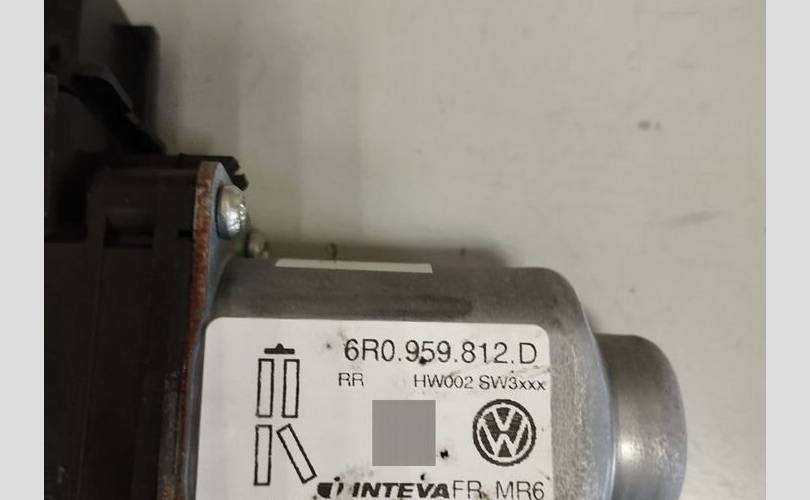 6R0.959.812.D
RR HW002 SW3xxx
INTEVA FR MR6